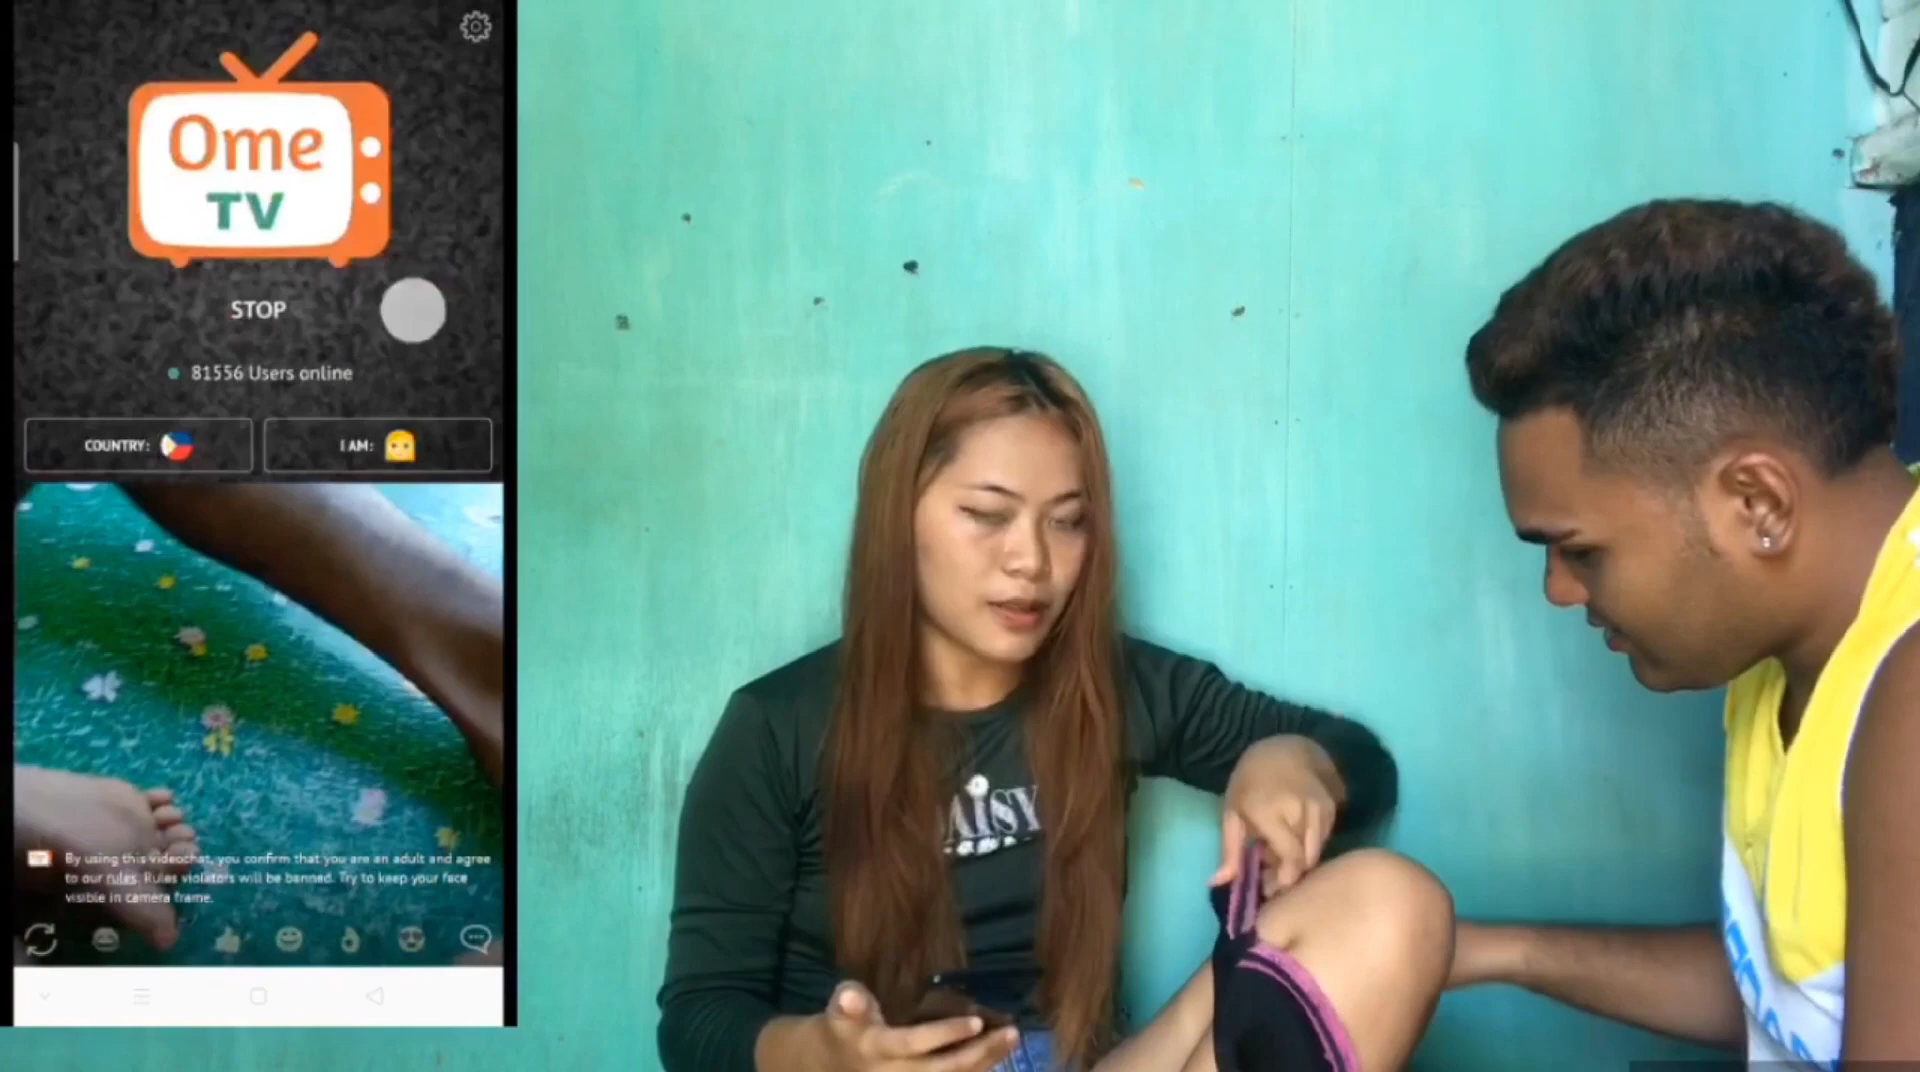 Ome
TV
STOP
81556 Users online
COUNTRY:
I AM:
By using this videochat, you confirm that you are an adult and agree
to our rules. Rules violators will be banned. Try to keep your face
visible in camera frame.
AISY